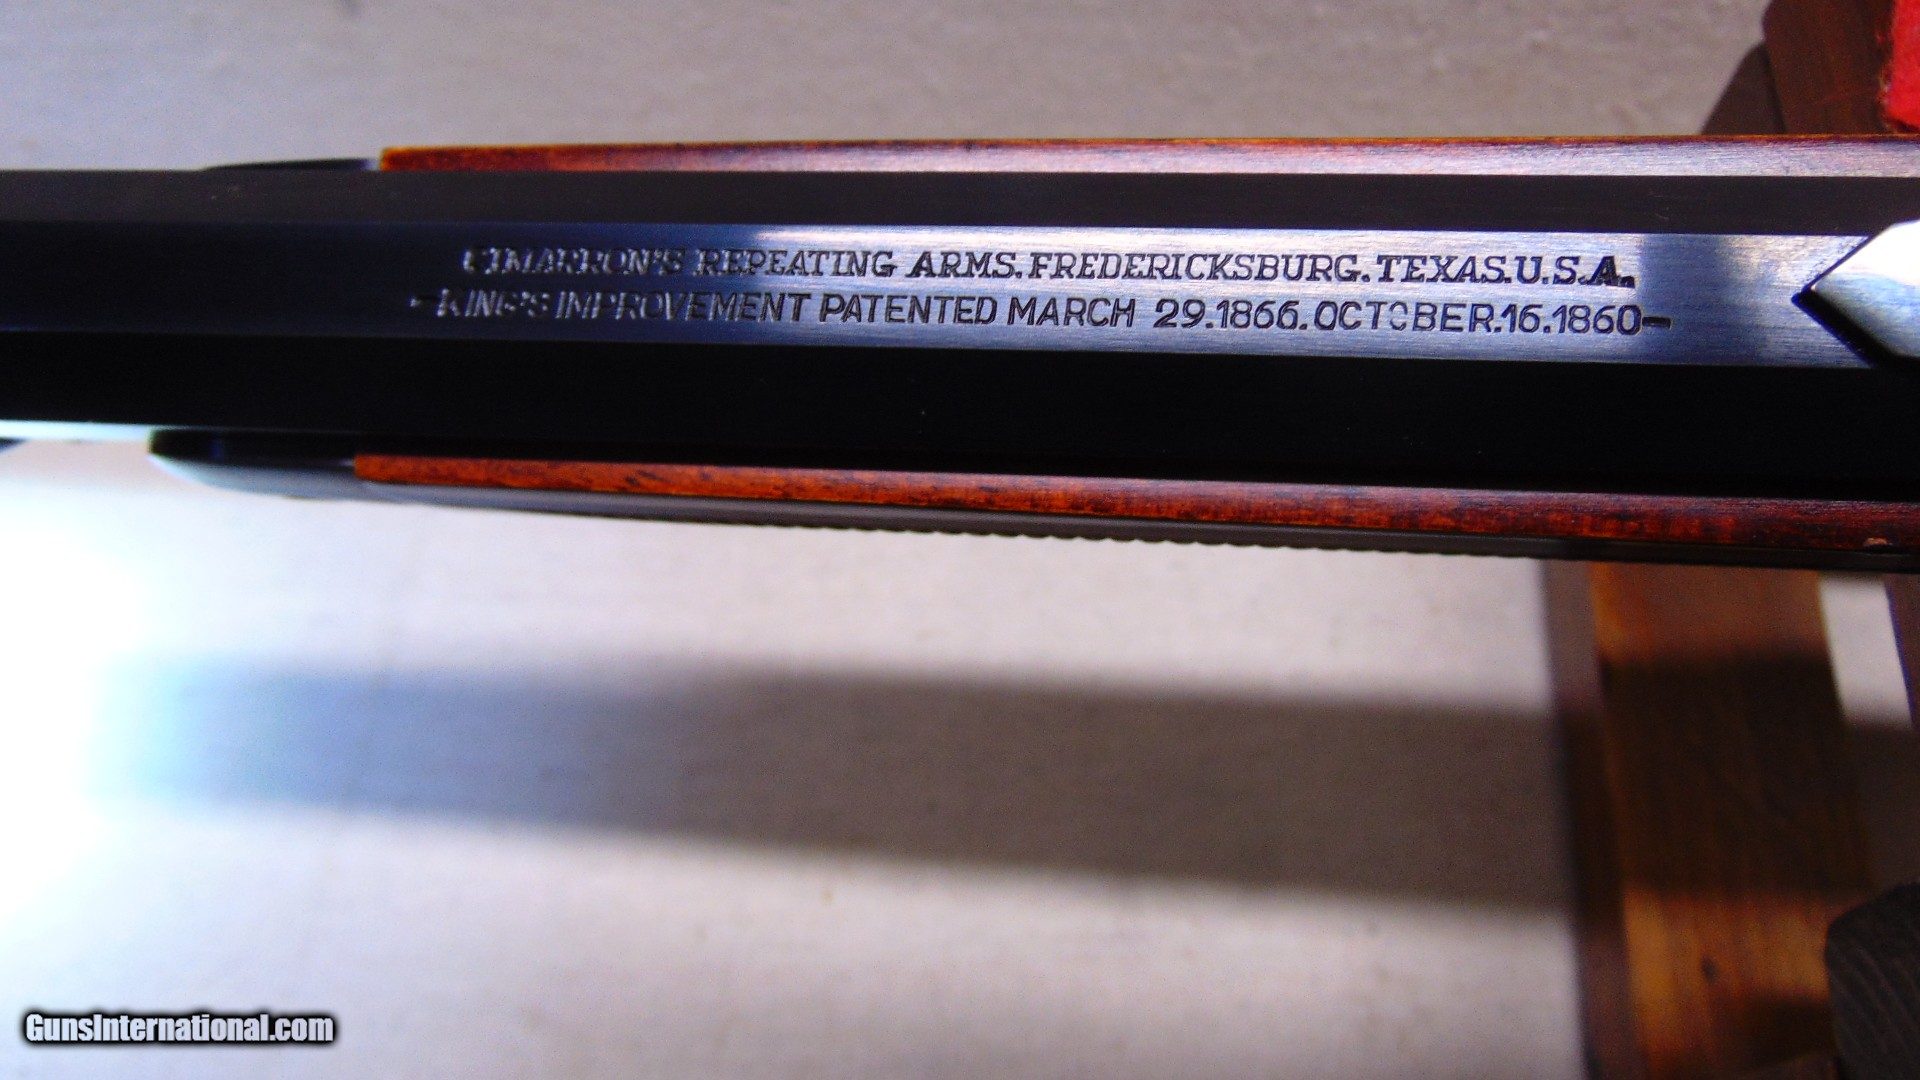 CIMARRON'S REPEATING ARMS. FREDERICKSBURG. TEXAS. U.S.A.
-KING'S IMPROVEMENT PATENTED MARCH 29.1866. OCTOBER.16.1860-
GunsInternational.com